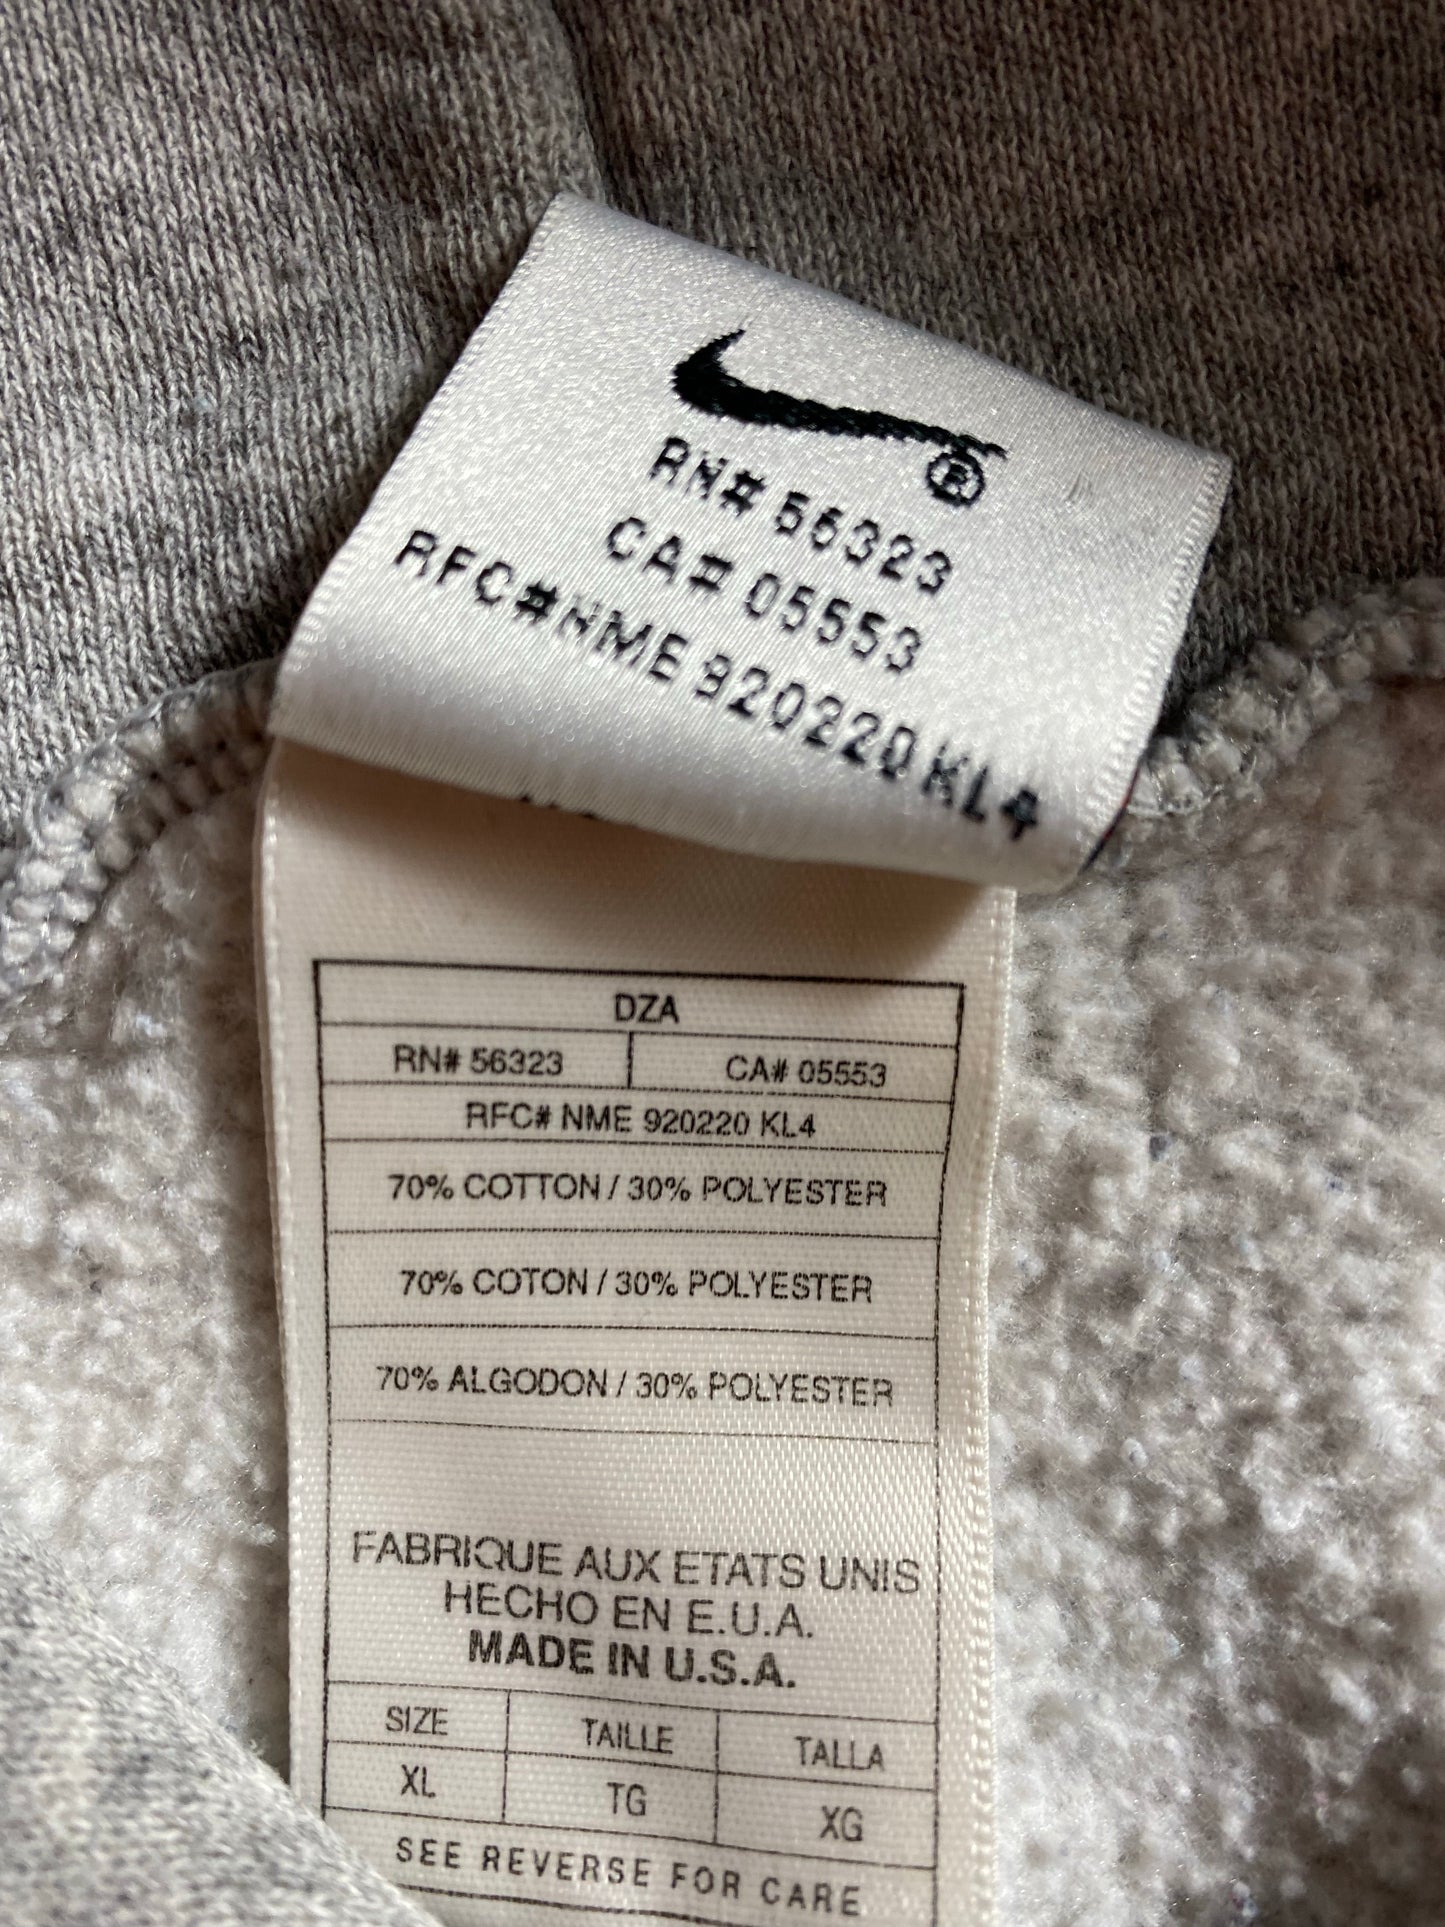 ®
RN# 56323
CA# 05553
RFC# NME 920220 KL4
DZA
RN# 56323 CA# 05553
RFC# NME 920220 KL4
70% COTTON / 30% POLYESTER
70% COTON / 30% POLYESTER
70% ALGODON / 30% POLYESTER
FABRIQUE AUX ETATS UNIS
HECHO EN E.U.A.
MADE IN U.S.A.
SIZE TAILLE TALLA
XL TG XG
SEE REVERSE FOR CARE